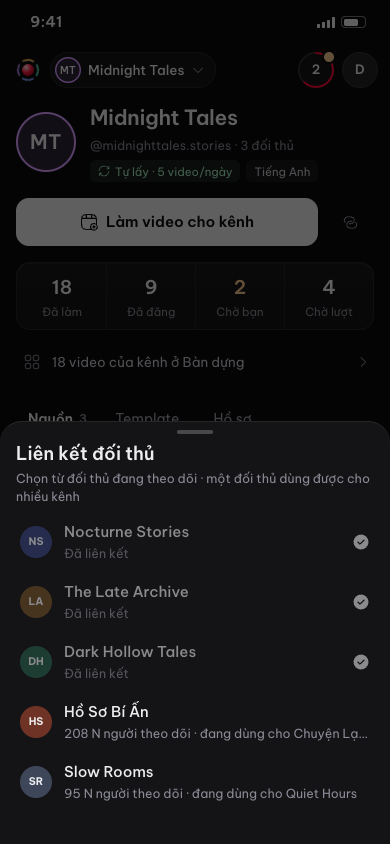 9:41
MT Midnight Tales 2 D
MT
Midnight Tales
@midnighttales.stories · 3 đối thủ
Tự lấy · 5 video/ngày Tiếng Anh
Làm video cho kênh
18 9 2 4
Đã làm Đã đăng Chờ bạn Chờ lượt
18 video của kênh ở Bàn dựng
Nguồn 3 Template Hồ sơ
Liên kết đối thủ
Chọn từ đối thủ đang theo dõi · một đối thủ dùng được cho
nhiều kênh
NS Nocturne Stories
Đã liên kết
LA The Late Archive
Đã liên kết
DH Dark Hollow Tales
Đã liên kết
HS Hồ Sơ Bí Ẩn
208 N người theo dõi · đang dùng cho Chuyện Lạ...
SR Slow Rooms
95 N người theo dõi · đang dùng cho Quiet Hours